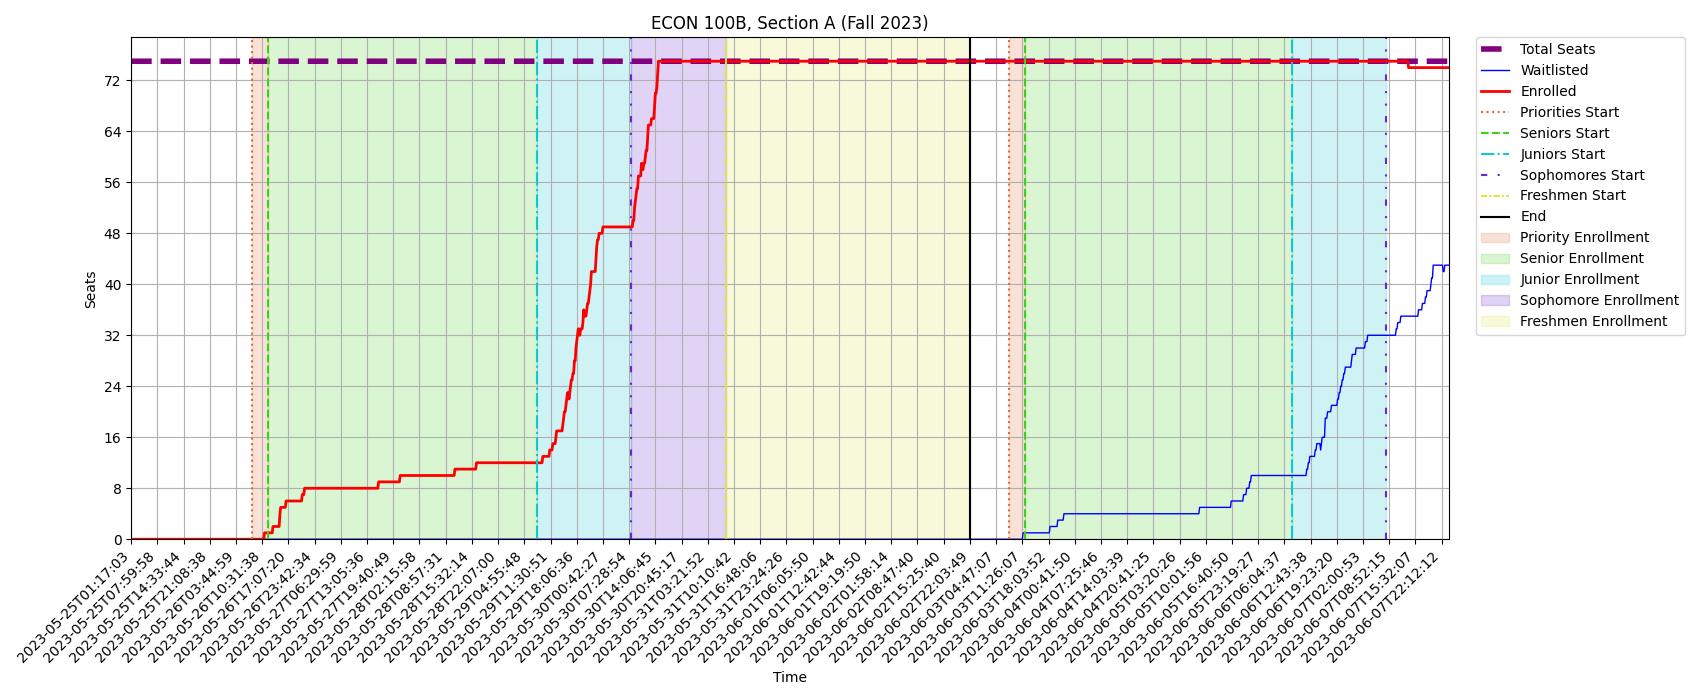 ECON 100B, Section A (Fall 2023)
Seats
72
64
56
48
40
32
24
16
8
0
2023-05-25T01:17:03
2023-05-25T07:59:58
2023-05-25T14:33:44
2023-05-25T21:08:38
2023-05-26T03:44:59
2023-05-26T10:31:38
2023-05-26T17:07:20
2023-05-26T23:42:34
2023-05-27T06:29:59
2023-05-27T13:05:36
2023-05-27T19:40:49
2023-05-28T02:15:58
2023-05-28T08:57:31
2023-05-28T15:32:14
2023-05-28T22:07:00
2023-05-29T04:55:48
2023-05-29T11:30:51
2023-05-29T18:06:36
2023-05-30T00:42:27
2023-05-30T07:28:54
2023-05-30T14:06:45
2023-05-30T20:45:17
2023-05-31T03:21:52
2023-05-31T10:10:42
2023-05-31T16:48:06
2023-05-31T23:24:26
2023-06-01T06:05:50
2023-06-01T12:42:44
2023-06-01T19:19:50
2023-06-02T01:58:14
2023-06-02T08:47:40
2023-06-02T15:25:40
2023-06-02T22:03:49
2023-06-03T04:47:07
2023-06-03T11:26:07
2023-06-03T18:03:52
2023-06-04T00:41:50
2023-06-04T07:25:46
2023-06-04T14:03:39
2023-06-04T20:41:25
2023-06-05T03:20:26
2023-06-05T10:01:56
2023-06-05T16:40:50
2023-06-05T23:19:27
2023-06-06T06:04:37
2023-06-06T12:43:38
2023-06-06T19:23:20
2023-06-07T02:00:53
2023-06-07T08:52:15
2023-06-07T15:32:07
2023-06-07T22:12:12
Time
Total Seats
Waitlisted
Enrolled
Priorities Start
Seniors Start
Juniors Start
Sophomores Start
Freshmen Start
End
Priority Enrollment
Senior Enrollment
Junior Enrollment
Sophomore Enrollment
Freshmen Enrollment